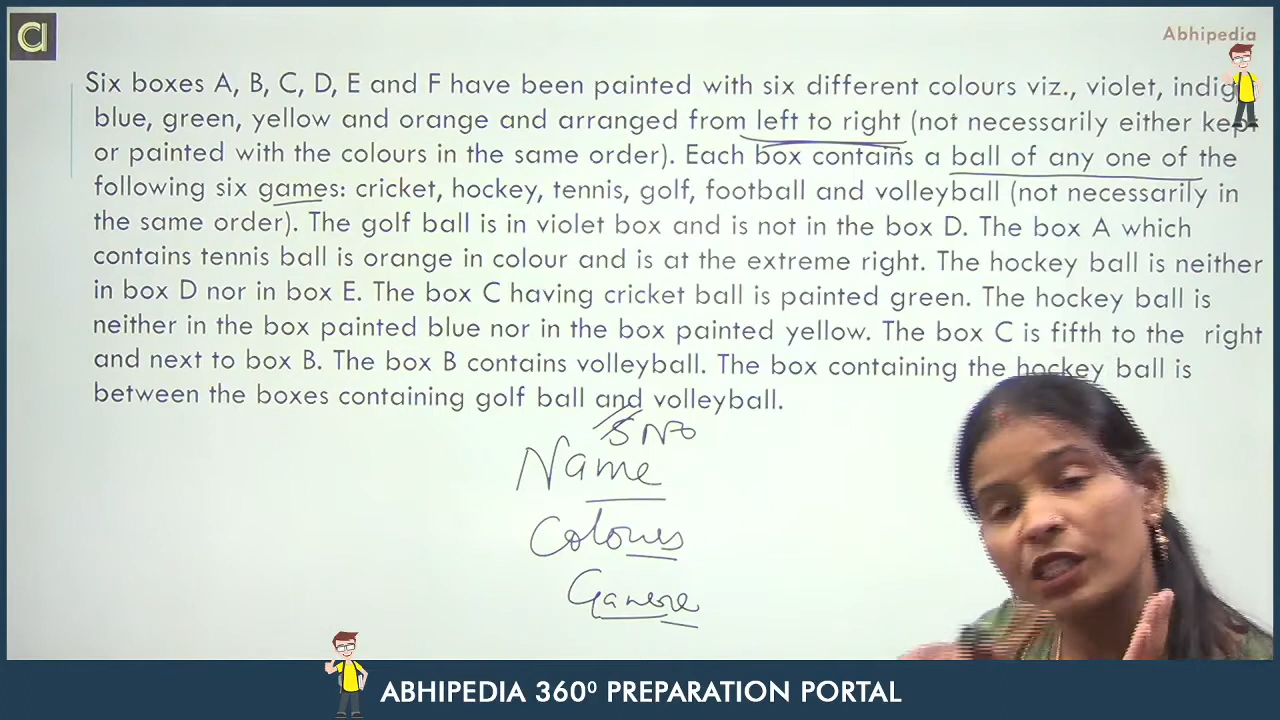 Abhipedia
Six boxes A, B, C, D, E and F have been painted with six different colours viz., violet, indig
blue, green, yellow and orange and arranged from left to right (not necessarily either kep
or painted with the colours in the same order). Each box contains a ball of any one of the
following six games: cricket, hockey, tennis, golf, football and volleyball (not necessarily in
the same order). The golf ball is in violet box and is not in the box D. The box A which
contains tennis ball is orange in colour and is at the extreme right. The hockey ball is neither
in box D nor in box E. The box C having cricket ball is painted green. The hockey ball is
neither in the box painted blue nor in the box painted yellow. The box C is fifth to the right
and next to box B. The box B contains volleyball. The box containing the hockey ball is
between the boxes containing golf ball and volleyball.
Name
Colours
ABHIPEDIA 360⁰ PREPARATION PORTAL